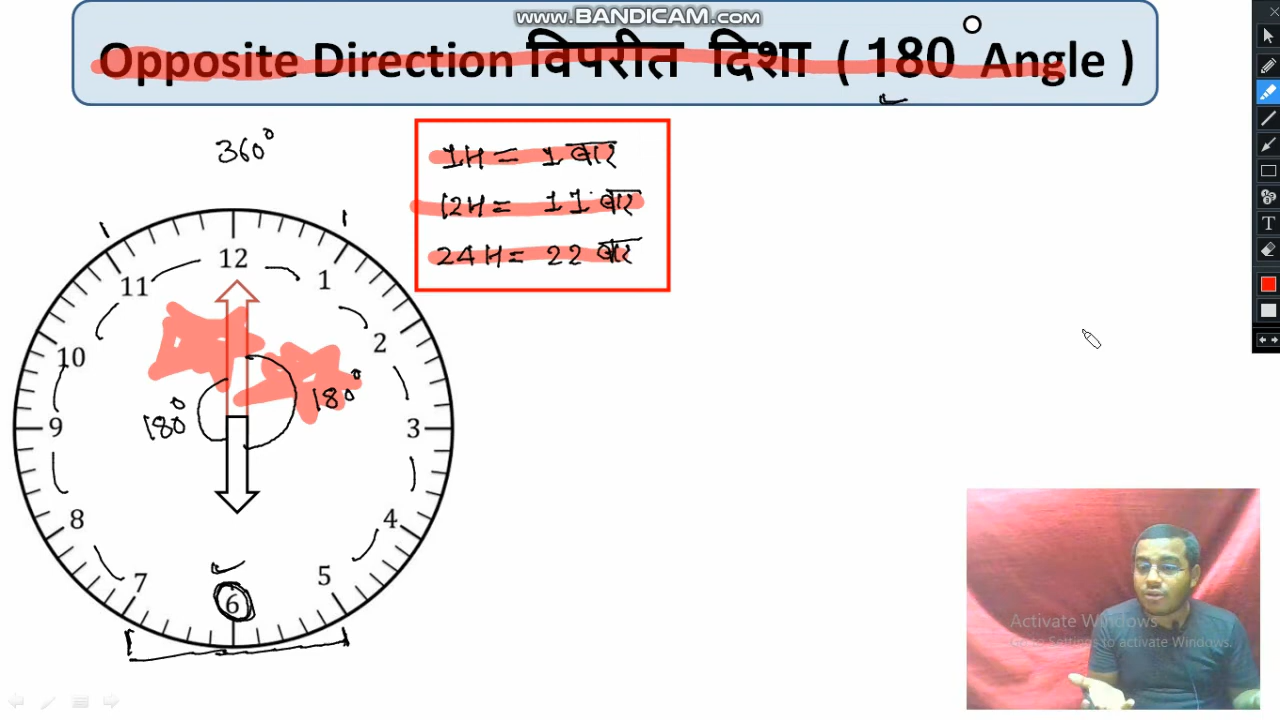 www.BANDICAM.com
Opposite Direction विपरीत दिशा ( 180° Angle )
360°
1H = 1 बार
12H = 11 बार
24H = 22 बार
12
11
1
10
2
180°
180°
9
3
8
4
7
5
6
Activate Windows
Go to Settings to activate Windows.